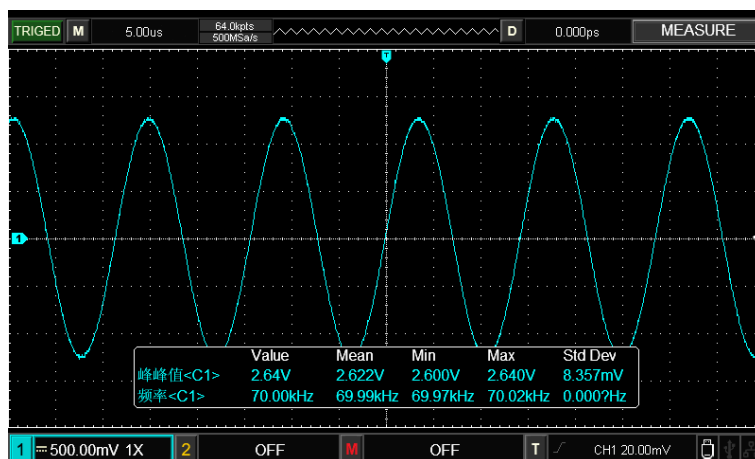 TRIGED M 5.00us 64.0kpts 500MSa/s D 0.000ps MEASURE
T
1
Value Mean Min Max Std Dev
峰峰值<C1> 2.64V 2.622V 2.600V 2.640V 8.357mV
频率<C1> 70.00kHz 69.99kHz 69.97kHz 70.02kHz 0.000?Hz
1 500.00mV 1X 2 OFF M OFF T CH1 20.00mV